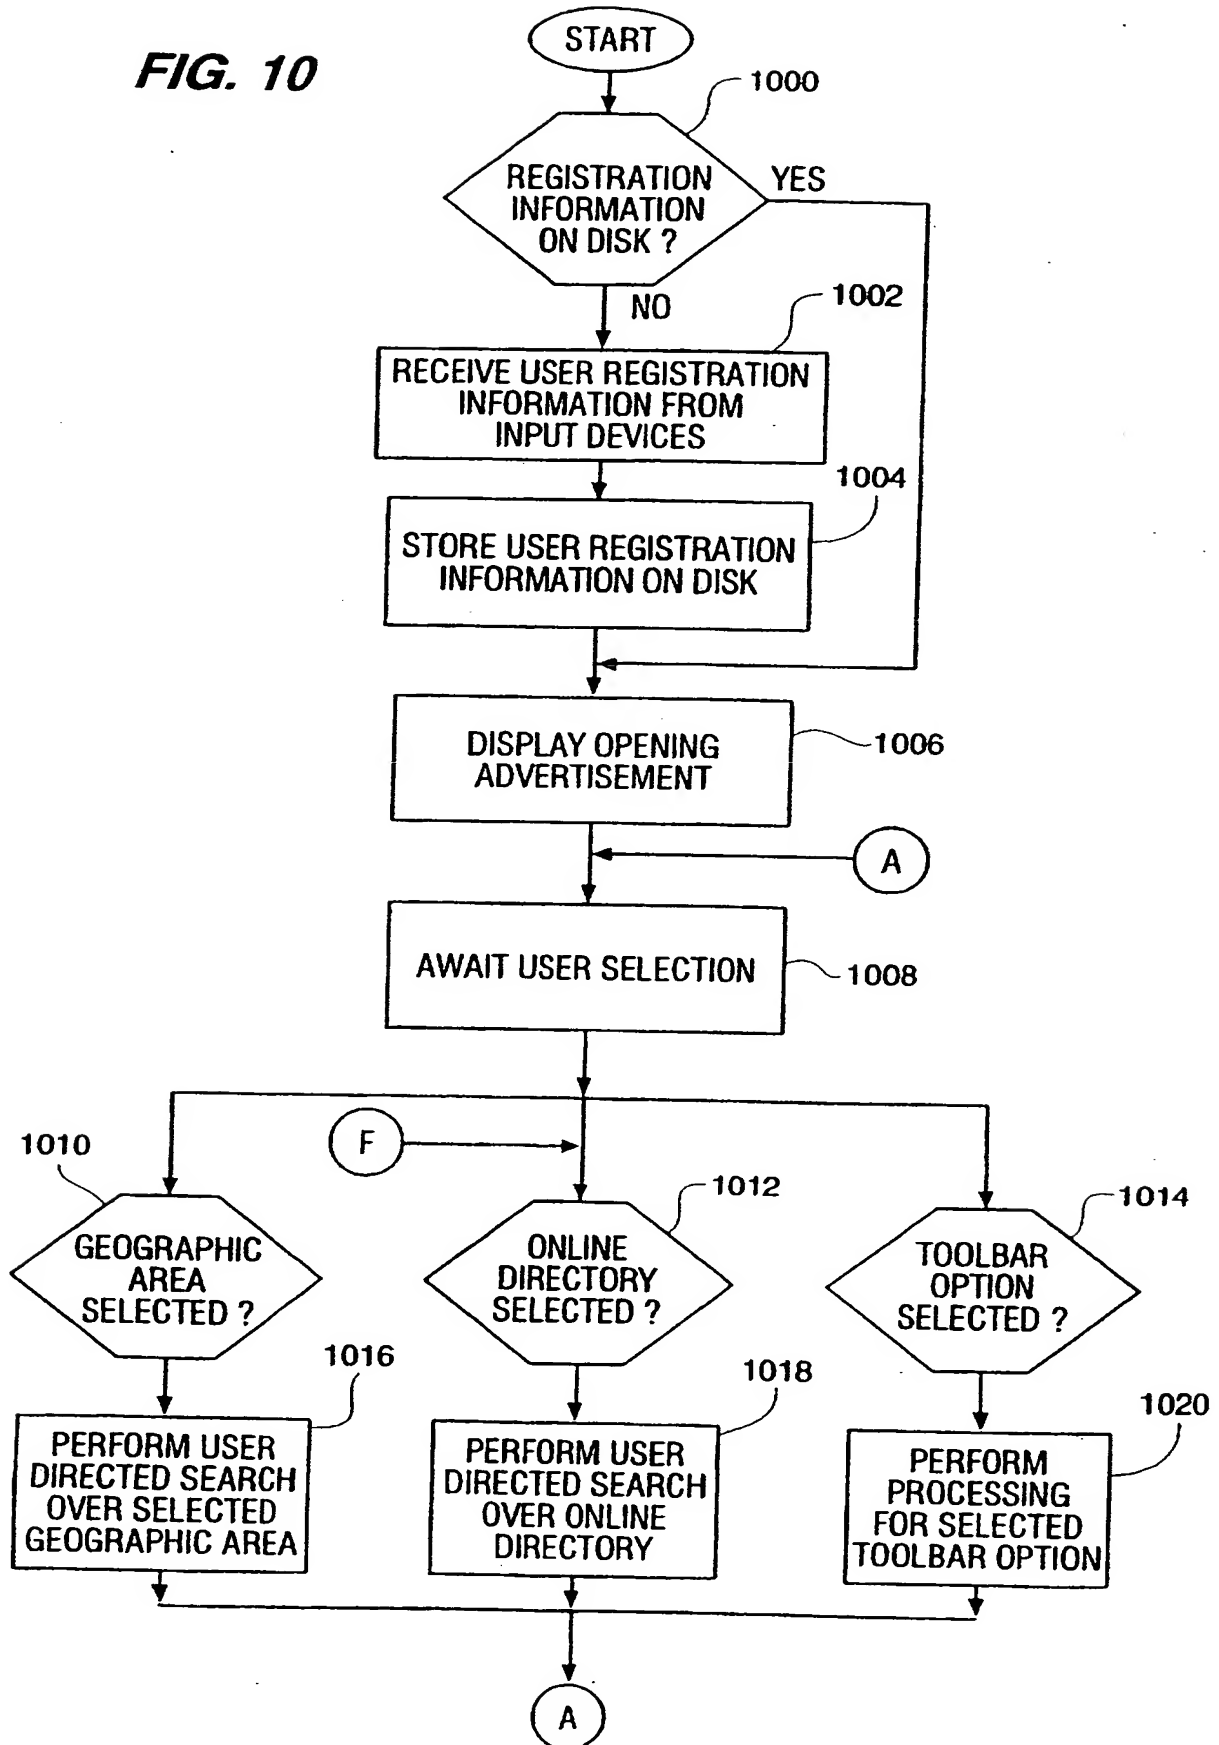 FIG. 10
START
1000
REGISTRATION
INFORMATION
ON DISK ?
YES
NO
1002
RECEIVE USER REGISTRATION
INFORMATION FROM
INPUT DEVICES
1004
STORE USER REGISTRATION
INFORMATION ON DISK
DISPLAY OPENING
ADVERTISEMENT
1006
A
AWAIT USER SELECTION
1008
F
1010
GEOGRAPHIC
AREA
SELECTED ?
1012
ONLINE
DIRECTORY
SELECTED ?
1014
TOOLBAR
OPTION
SELECTED ?
1016
PERFORM USER
DIRECTED SEARCH
OVER SELECTED
GEOGRAPHIC AREA
1018
PERFORM USER
DIRECTED SEARCH
OVER ONLINE
DIRECTORY
1020
PERFORM
PROCESSING
FOR SELECTED
TOOLBAR OPTION
A